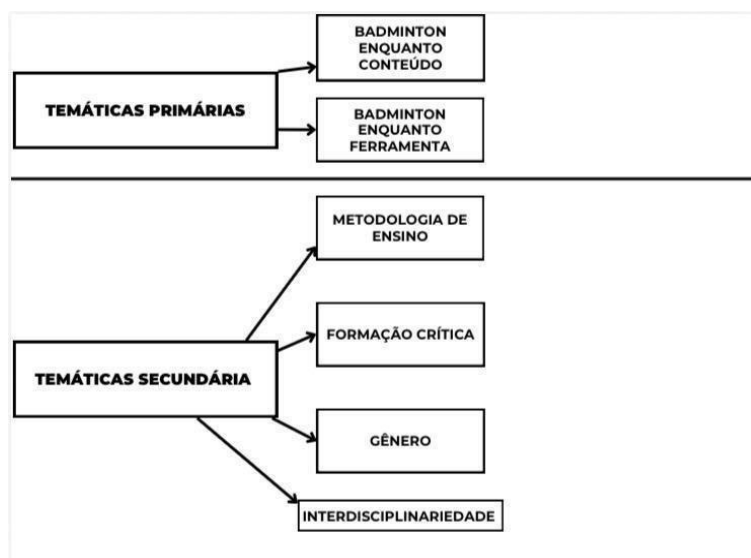 BADMINTON
ENQUANTO
CONTEÚDO
TEMÁTICAS PRIMÁRIAS
BADMINTON
ENQUANTO
FERRAMENTA
METODOLOGIA DE
ENSINO
FORMAÇÃO CRÍTICA
TEMÁTICAS SECUNDÁRIA
GÊNERO
INTERDISCIPLINARIEDADE